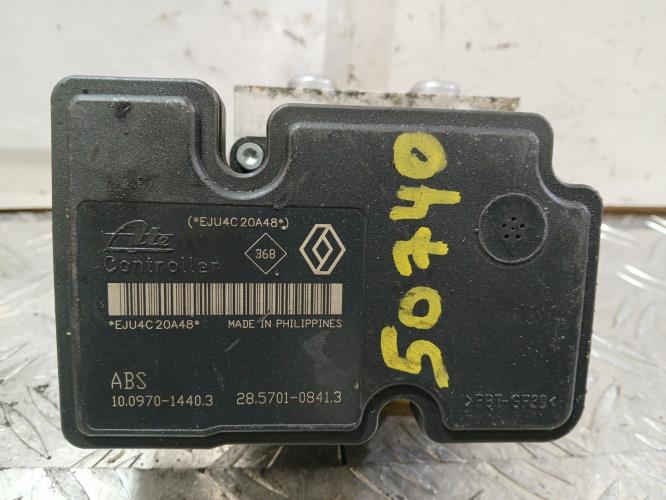 (*EJU4C20A48*)
Ate
Controller
368
*EJU4C20A48* MADE IN PHILIPPINES
ABS
10.0970-1440.3 28.5701-0841.3
50740
>PBT-GF30<